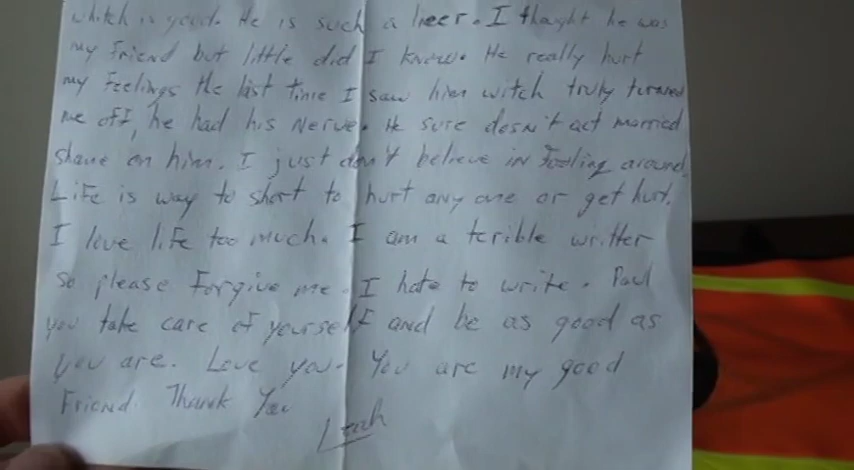 whitch is good. He is such a lieer. I thought he was
my Friend but little did I know. He really hurt
my Feelings the last time I saw him witch truly turned
me off, he had his Nerve. He sure dosn't act married
shame on him. I just don't believe in Fooling around.
Life is way to short to hurt any one or get hurt.
I love life too much. I am a terible writter
so please Forgive me. I hate to write. Paul
you take care of yourself and be as good as
you are. Love you. You are my good
Friend. Thank You
Leah